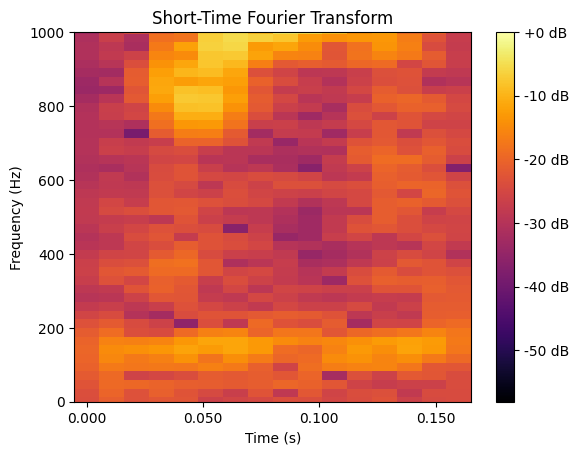 Short-Time Fourier Transform
1000
800
600
400
200
0
Frequency (Hz)
0.000
0.050
0.100
0.150
Time (s)
+0 dB
-10 dB
-20 dB
-30 dB
-40 dB
-50 dB